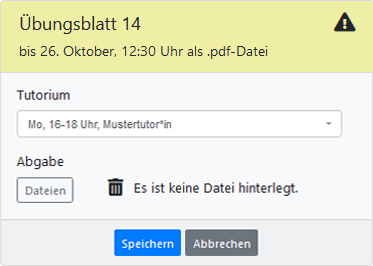 Übungsblatt 14
bis 26. Oktober, 12:30 Uhr als .pdf-Datei
Tutorium
Mo, 16-18 Uhr, Mustertutor*in
Abgabe
Dateien
Es ist keine Datei hinterlegt.
Speichern
Abbrechen